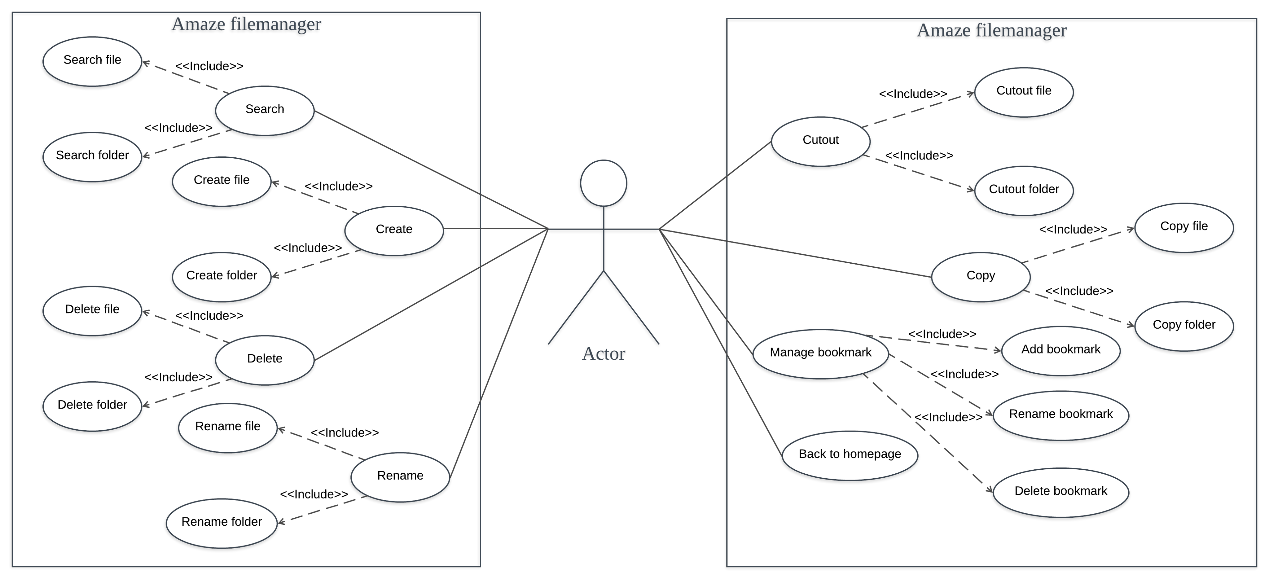 Amaze filemanager
Search file
<<Include>>
Search
<<Include>>
Search folder
Create file
<<Include>>
Create
<<Include>>
Create folder
Delete file
<<Include>>
Delete
<<Include>>
Delete folder
Rename file
<<Include>>
Rename
<<Include>>
Rename folder
Actor
Amaze filemanager
Cutout file
<<Include>>
Cutout
<<Include>>
Cutout folder
Copy file
<<Include>>
Copy
<<Include>>
Copy folder
<<Include>>
Manage bookmark
Add bookmark
<<Include>>
Rename bookmark
<<Include>>
Back to homepage
Delete bookmark